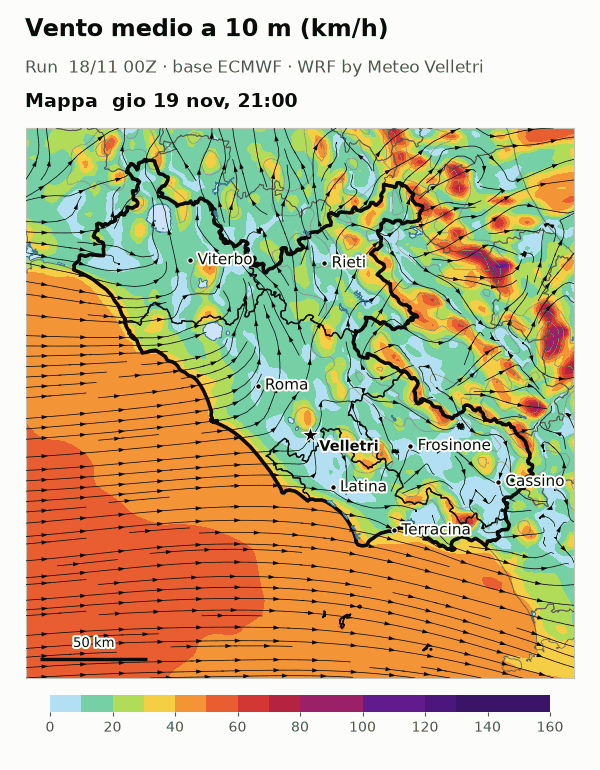 Vento medio a 10 m (km/h)
Run  18/11 00Z · base ECMWF · WRF by Meteo Velletri
Mappa  gio 19 nov, 21:00
Viterbo
Rieti
Roma
Velletri
Frosinone
Cassino
Latina
Terracina
50 km
0 20 40 60 80 100 120 140 160